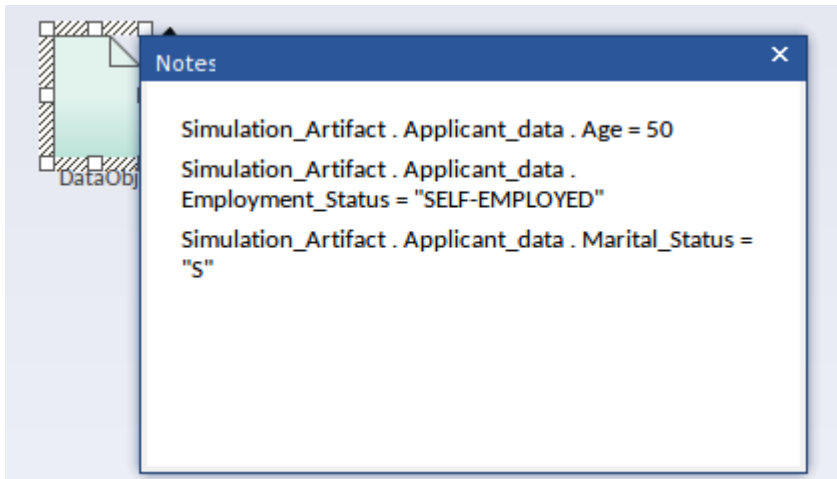 Notes
Simulation_Artifact . Applicant_data . Age = 50
Simulation_Artifact . Applicant_data .
Employment_Status = "SELF-EMPLOYED"
Simulation_Artifact . Applicant_data . Marital_Status =
"S"
DataObj